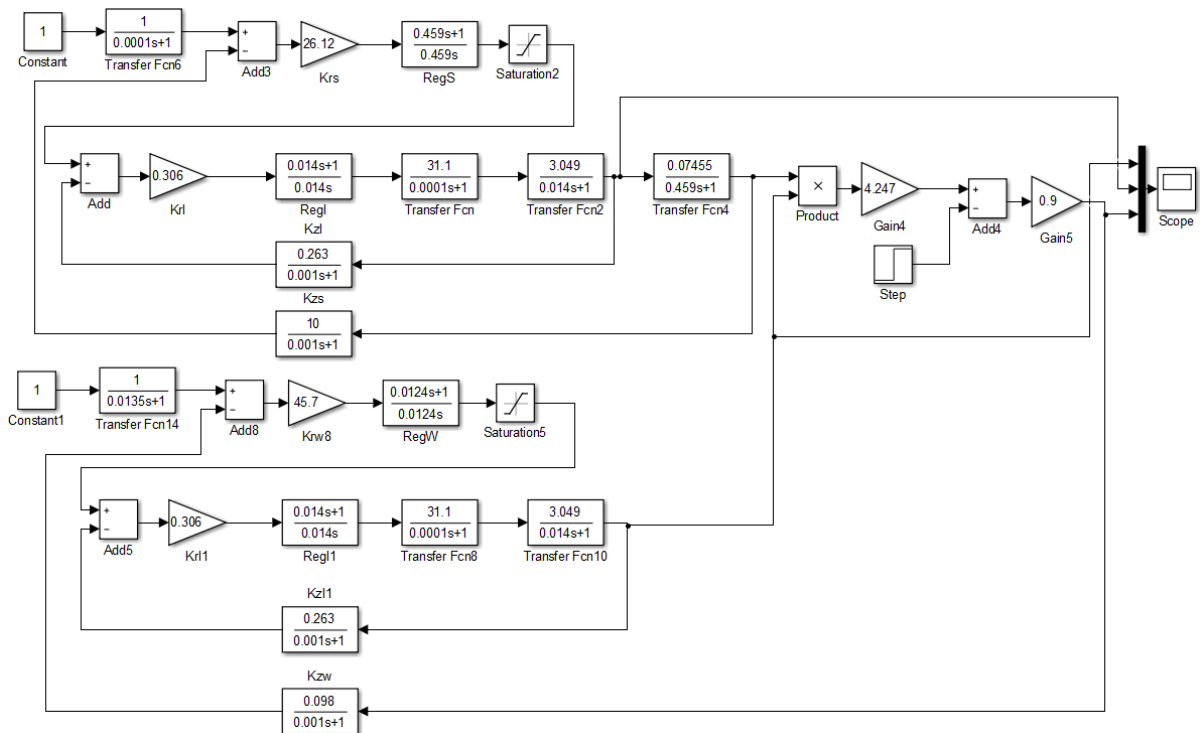 1
Constant
1
0.0001s+1
Transfer Fcn6
+
−
Add3
26.12
Krs
0.459s+1
0.459s
RegS
Saturation2
+
−
Add
0.306
KrI
0.014s+1
0.014s
RegI
31.1
0.0001s+1
Transfer Fcn
3.049
0.014s+1
Transfer Fcn2
0.07455
0.459s+1
Transfer Fcn4
×
Product
4.247
Gain4
+
−
Add4
0.9
Gain5
Scope
Step
KzI
0.263
0.001s+1
Kzs
10
0.001s+1
1
Constant1
1
0.0135s+1
Transfer Fcn14
+
−
Add8
45.7
Krw8
0.0124s+1
0.0124s
RegW
Saturation5
+
−
Add5
0.306
KrI1
0.014s+1
0.014s
RegI1
31.1
0.0001s+1
Transfer Fcn8
3.049
0.014s+1
Transfer Fcn10
KzI1
0.263
0.001s+1
Kzw
0.098
0.001s+1